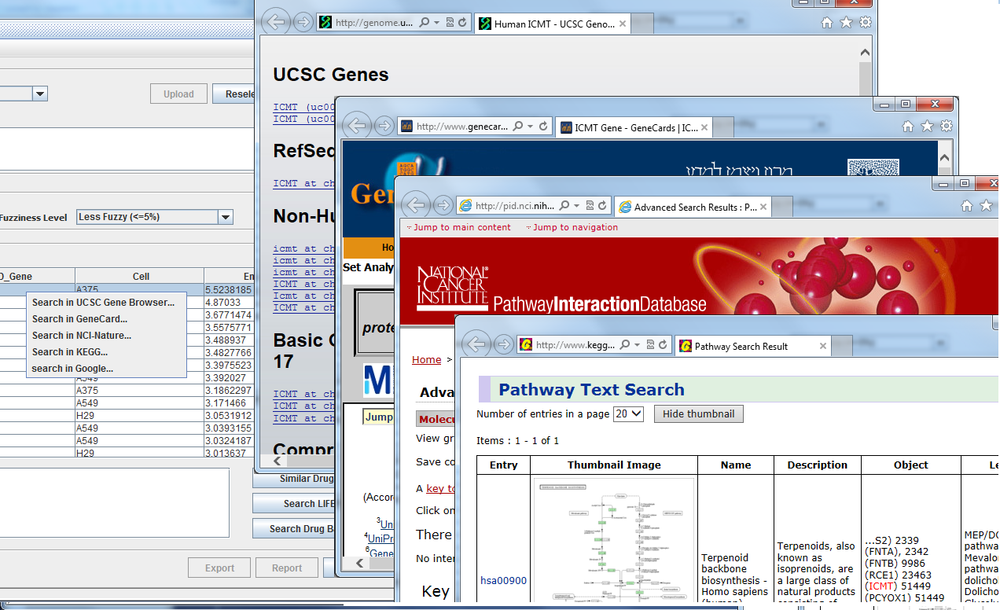 http://genome.u...
Human ICMT - UCSC Geno...
UCSC Genes
ICMT (uc00
ICMT (uc00
RefSeq
ICMT at ch
Non-Hu
icmt at ch
icmt at ch
icmt at ch
ICMT at ch
Icmt at ch
ICMT at ch
Basic G
17
ICMT at ch
ICMT at ch
ICMT at ch
Compr
Upload
Resele
Fuzziness Level
Less Fuzzy (<=5%)
O_Gene
Cell
En
A375
5.5238185
4.87033
3.6771474
3.5575771
3.488937
3.4827766
3.3975523
A549
3.392027
A375
3.1862297
A549
3.171466
H29
3.0531912
A549
3.0393155
A549
3.0324187
H29
3.013637
Search in UCSC Gene Browser...
Search in GeneCard...
Search in NCI-Nature...
Search in KEGG...
search in Google...
Similar Drug
Search LIFE
Search Drug Ba
Export
Report
http://www.genecar...
ICMT Gene - GeneCards | IC...
Gen
Ho
Set Analy
prote
Mi
Jump
(Accor
3Uni
4UniPro
6Gene
http://pid.nci.nih...
Advanced Search Results : P...
Jump to main content
Jump to navigation
NATIONAL
CANCER
INSTITUTE
PathwayInteractionDatabase
Home >
Advan
Molecu
View gr
Save co
A key to
Click on
There
No inter
Key
http://www.kegg...
Pathway Search Result
Pathway Text Search
Number of entries in a page 20
Hide thumbnail
Items : 1 - 1 of 1
Entry
Thumbnail Image
Name
Description
Object
Le
hsa00900
Terpenoid
backbone
biosynthesis -
Homo sapiens
(human)
Terpenoids, also
known as
isoprenoids, are
a large class of
natural products
consisting of
...S2) 2339
(FNTA), 2342
(FNTB) 9986
(RCE1) 23463
(ICMT) 51449
(PCYOX1) 51449
MEP/DO
pathwa
Mevalo
pathwa
dolicho
Dolicho